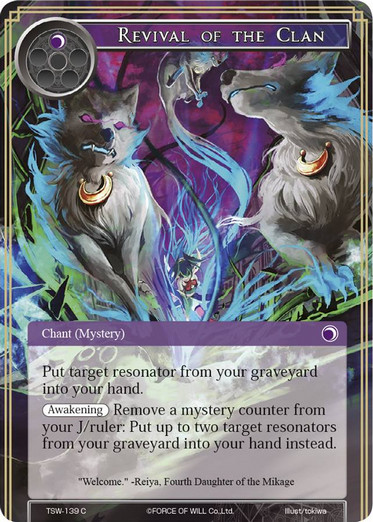 Revival of the Clan
Chant (Mystery)
Put target resonator from your graveyard
into your hand.
Awakening Remove a mystery counter from
your J/ruler: Put up to two target resonators
from your graveyard into your hand instead.
"Welcome." -Reiya, Fourth Daughter of the Mikage
TSW-139 C ©FORCE OF WILL Co.,Ltd. Illust/tokiwa